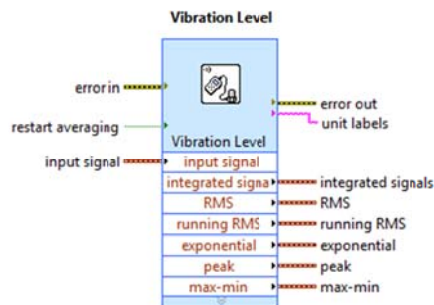 Vibration Level
error in
error out
unit labels
restart averaging
Vibration Level
input signal
input signal
integrated signa
integrated signals
RMS
RMS
running RMS
running RMS
exponential
exponential
peak
peak
max-min
max-min